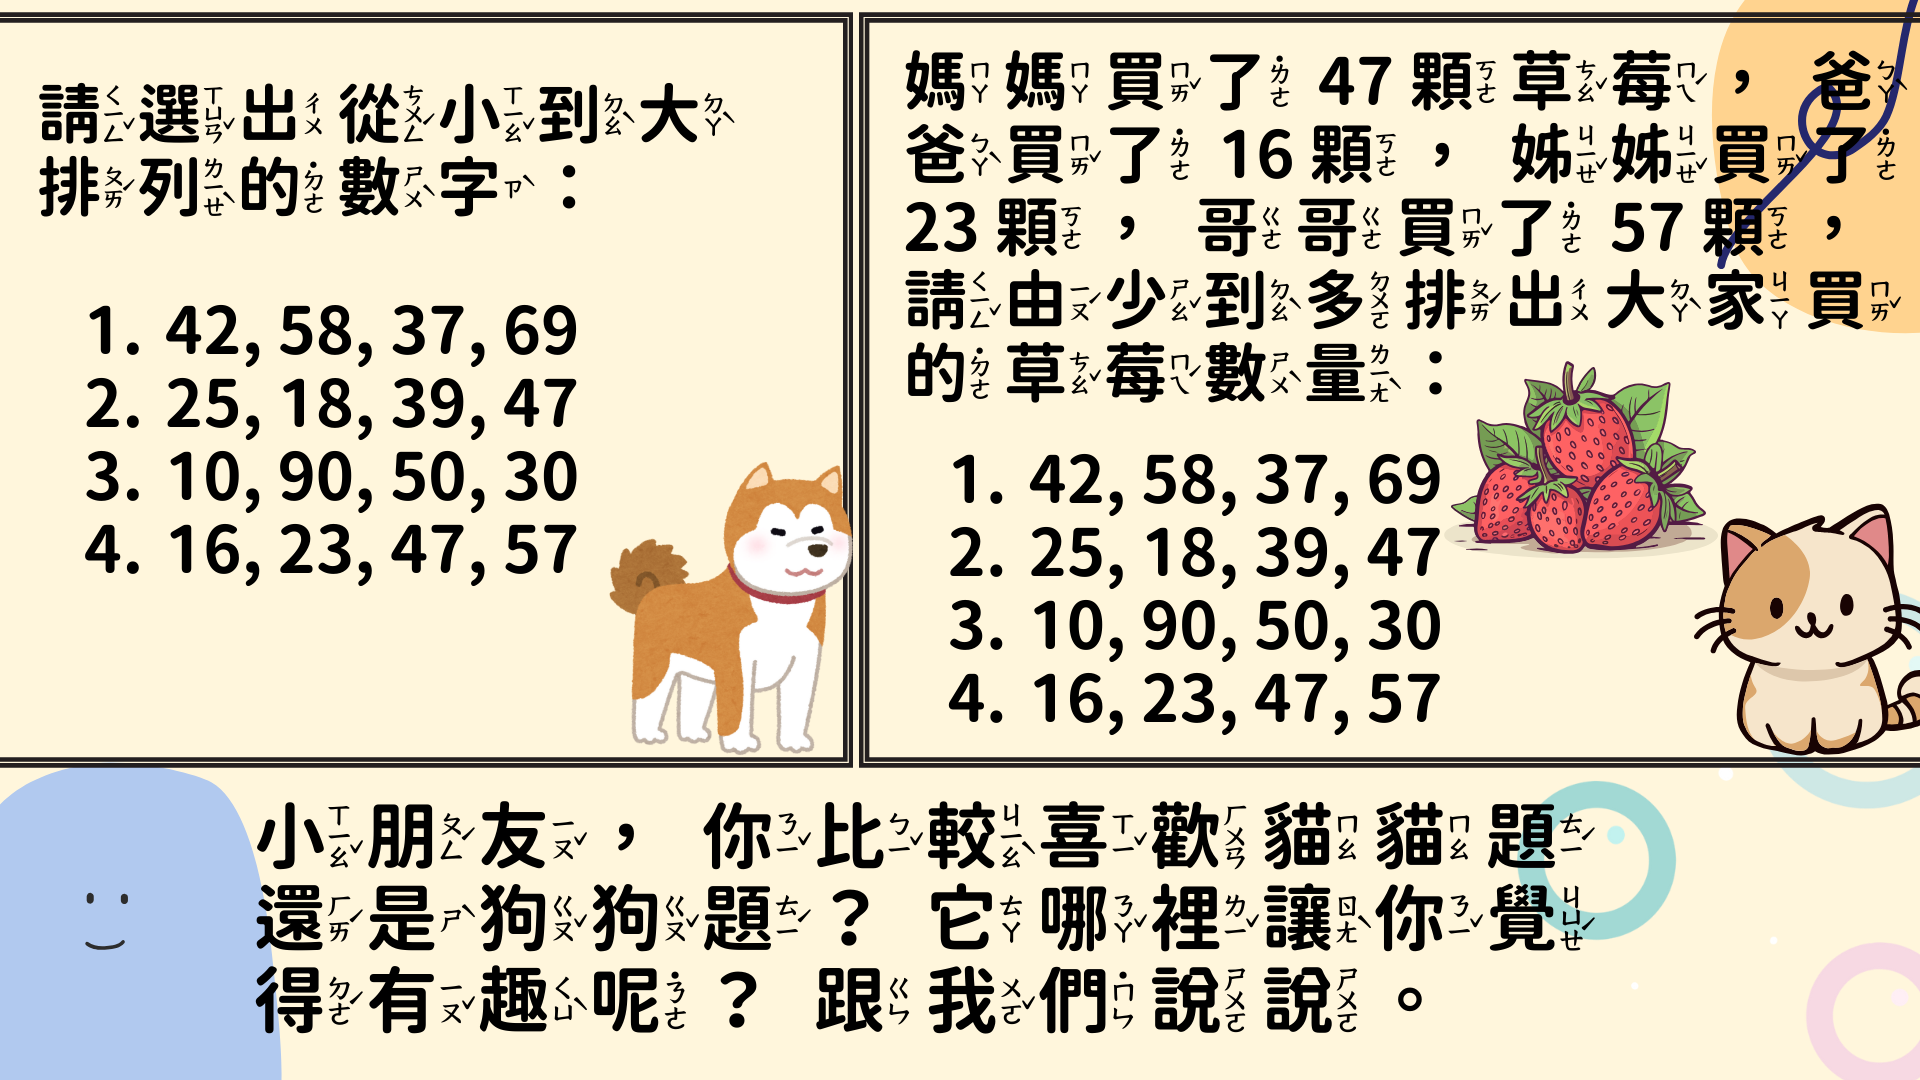 請選出從小到大
排列的數字：
1. 42, 58, 37, 69
2. 25, 18, 39, 47
3. 10, 90, 50, 30
4. 16, 23, 47, 57
媽媽買了 47 顆草莓，爸
爸買了 16 顆，姊姊買了
23 顆，哥哥買了 57 顆，
請由少到多排出大家買
的草莓數量：
1. 42, 58, 37, 69
2. 25, 18, 39, 47
3. 10, 90, 50, 30
4. 16, 23, 47, 57
小朋友，你比較喜歡貓貓題
還是狗狗題？它哪裡讓你覺
得有趣呢？跟我們說說。